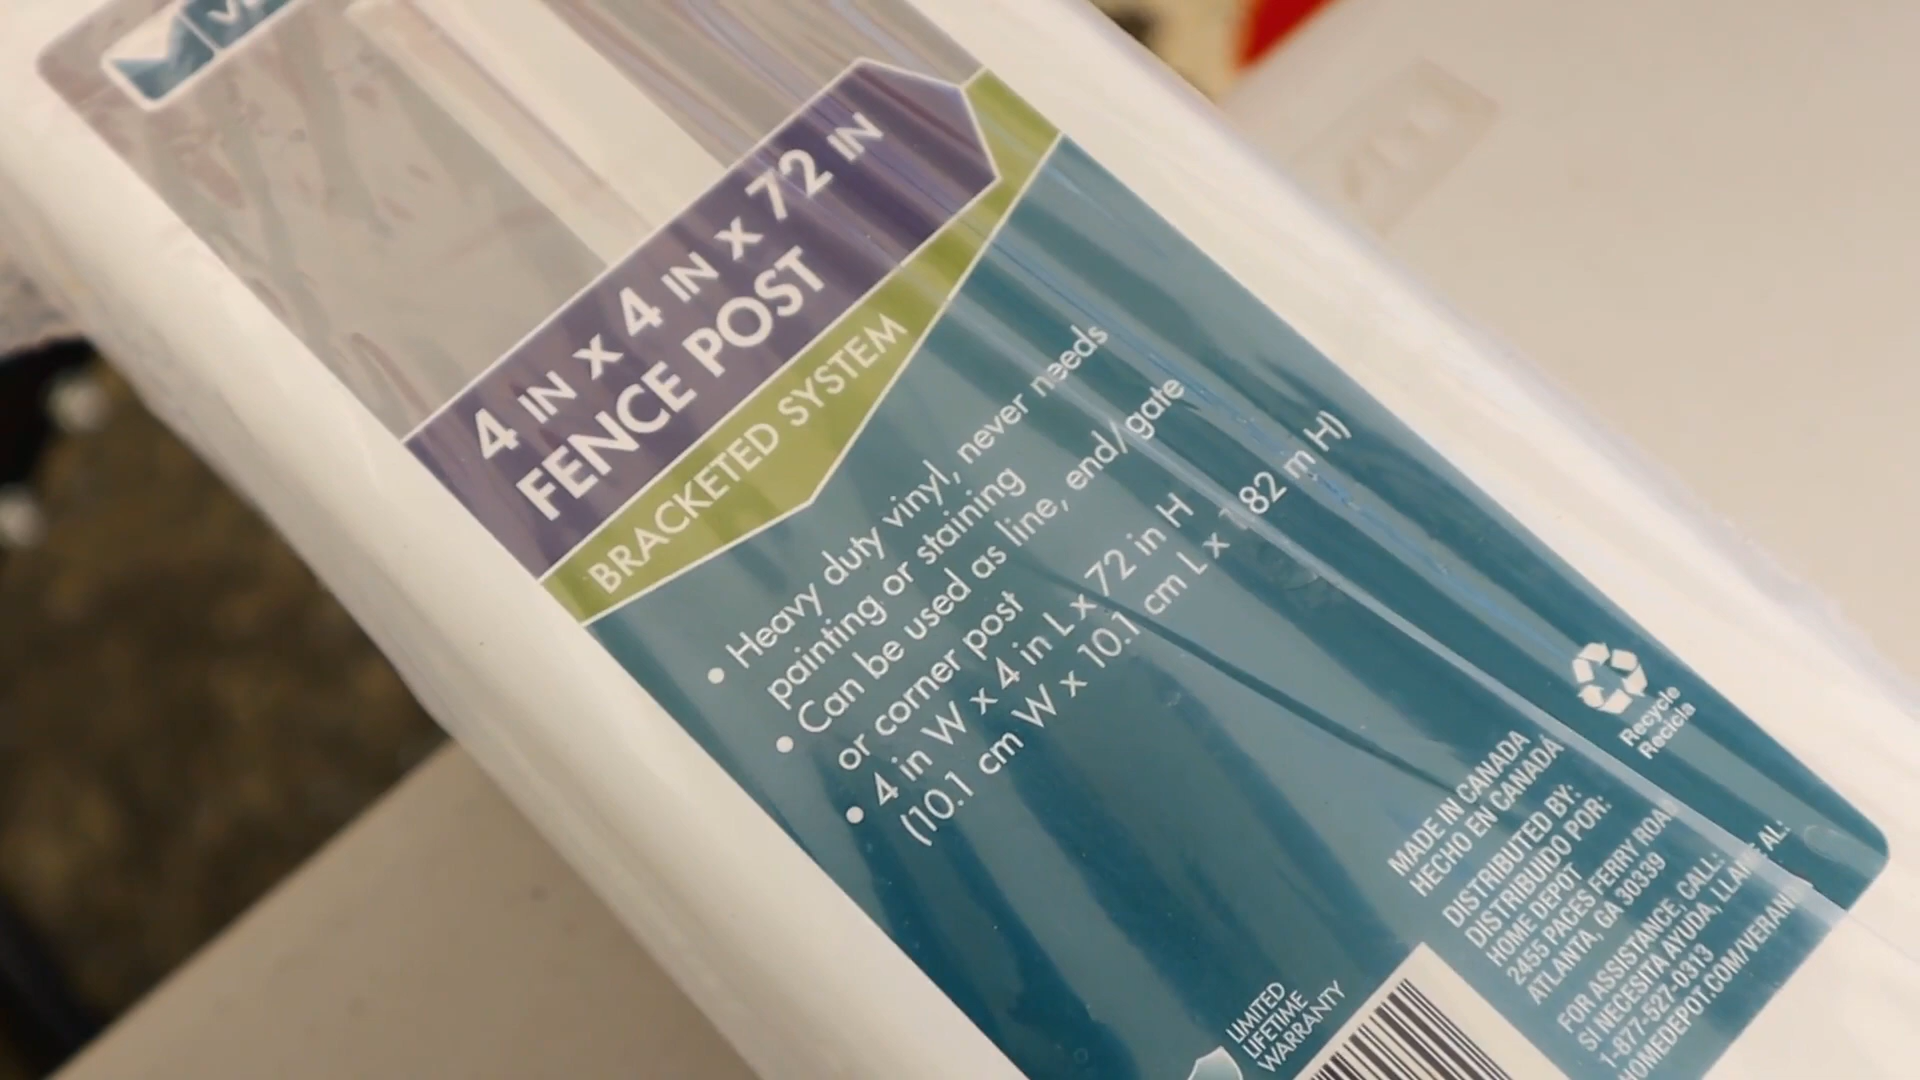 4 IN X 4 IN X 72 IN
FENCE POST
BRACKETED SYSTEM
• Heavy duty vinyl, never needs
painting or staining
• Can be used as line, end/gate
or corner post
• 4 in W x 4 in L x 72 in H
(10.1 cm W x 10.1 cm L x 1.82 m H)
Recycle
Recicla
MADE IN CANADA
HECHO EN CANADÁ
DISTRIBUTED BY:
DISTRIBUIDO POR:
HOME DEPOT
2455 PACES FERRY ROAD
ATLANTA, GA 30339
FOR ASSISTANCE, CALL:
SI NECESITA AYUDA, LLAME AL:
1-877-527-0313
HOMEDEPOT.COM/VERAND
LIMITED
LIFETIME
WARRANTY